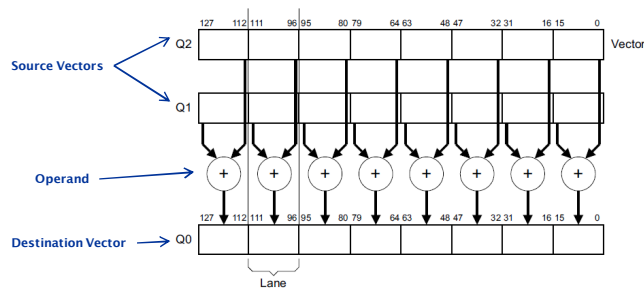 127 112 111 96 95 80 79 64 63 48 47 32 31 16 15 0
Q2 Vector
Source Vectors
Q1
Operand + + + + + + + +
127 112 111 96 95 80 79 64 63 48 47 32 31 16 15 0
Destination Vector Q0
Lane